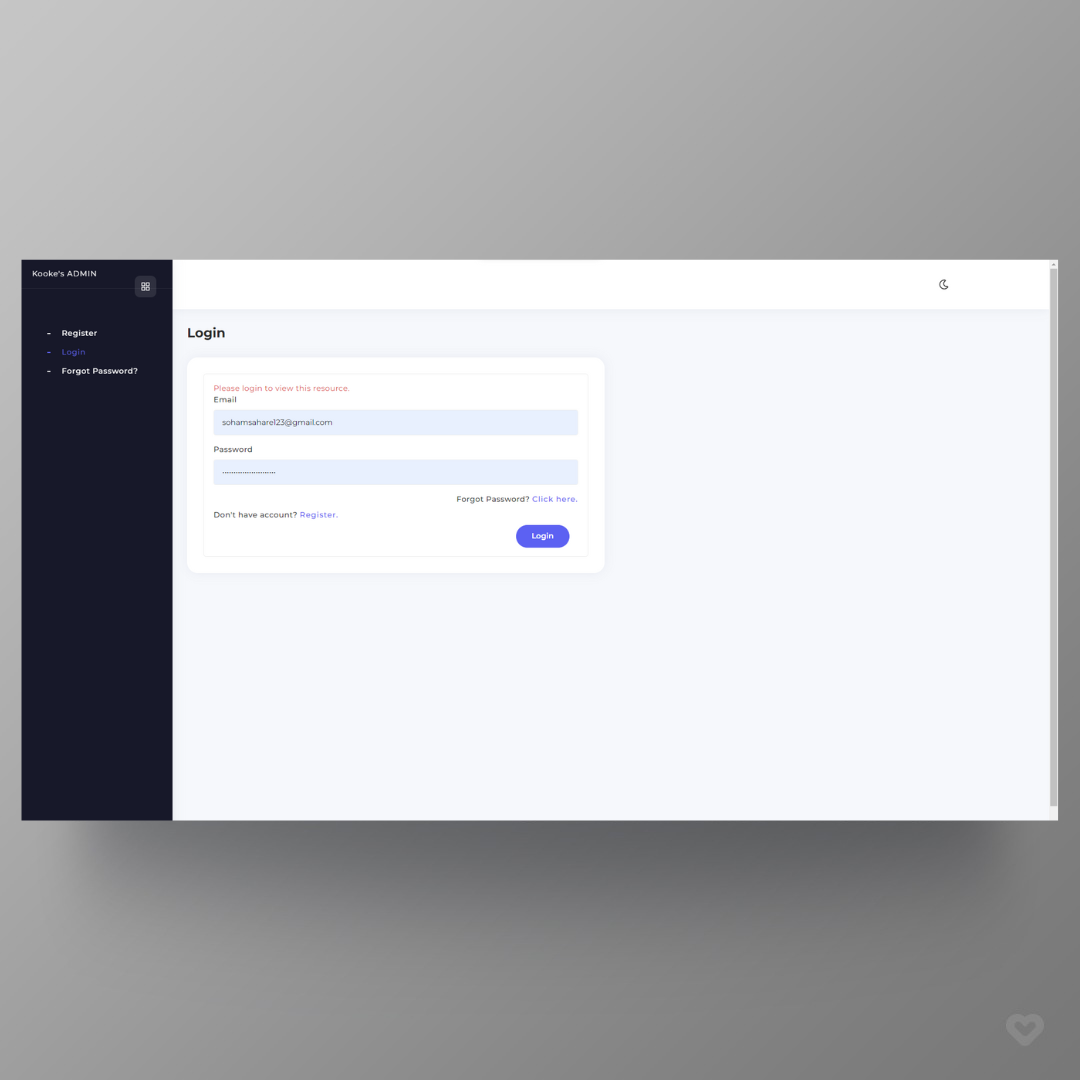 Kooke's ADMIN
- Register
- Login
- Forgot Password?
Login
Please login to view this resource.
Email
sohamsahare123@gmail.com
Password
Forgot Password? Click here.
Don't have account? Register.
Login